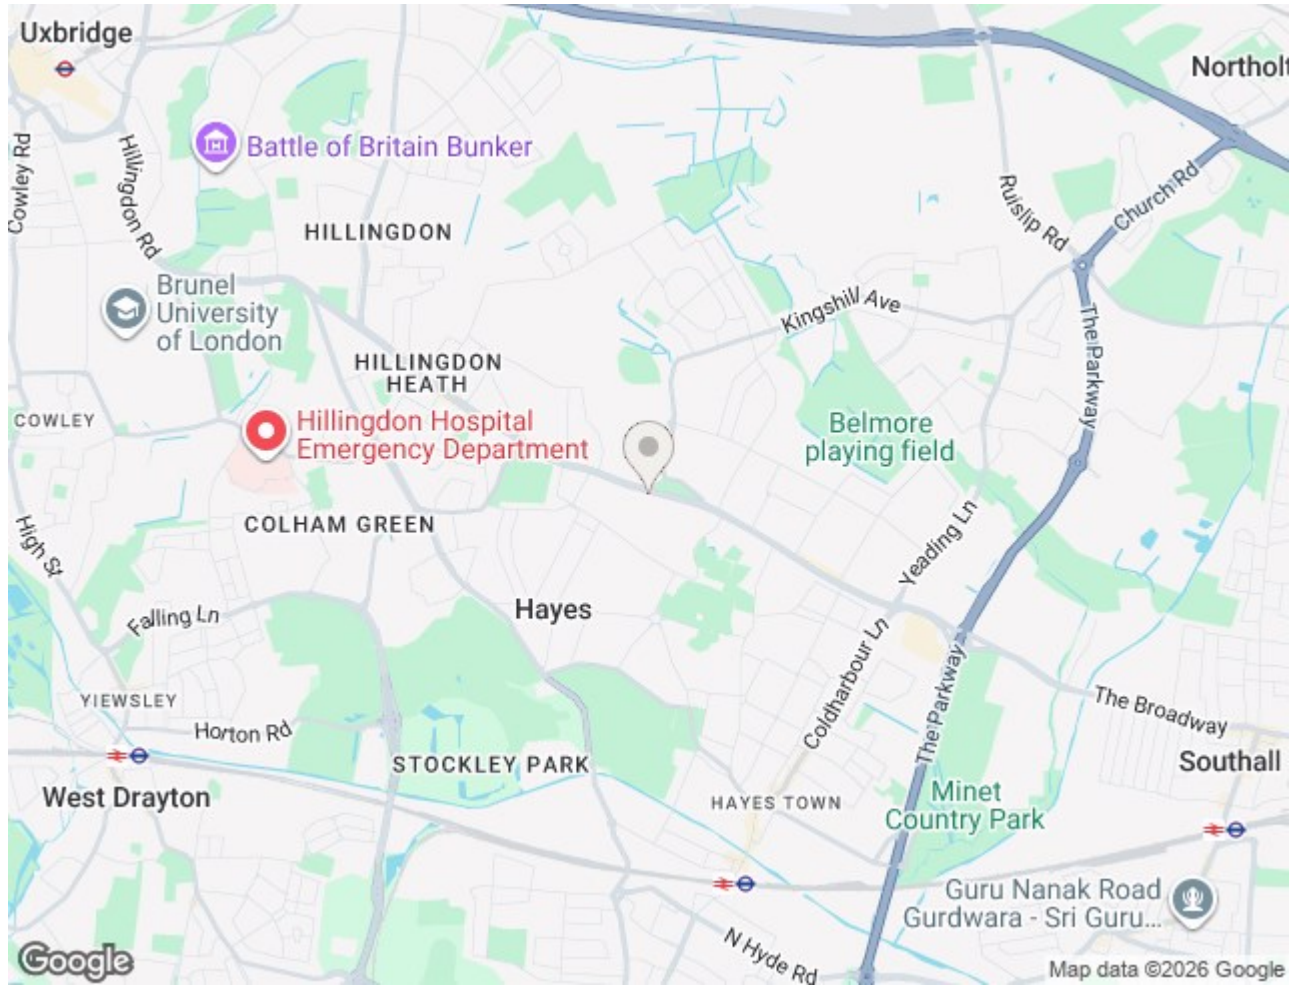 Uxbridge
Northolt
Cowley Rd
Hillingdon Rd
Battle of Britain Bunker
Ruislip Rd
Church Rd
HILLINGDON
Brunel
University
of London
Kingshill Ave
The Parkway
HILLINGDON
HEATH
COWLEY
Hillingdon Hospital
Emergency Department
Belmore
playing field
High St
COLHAM GREEN
Yeading Ln
Falling Ln
Hayes
Coldharbour Ln
The Parkway
YIEWSLEY
Horton Rd
The Broadway
STOCKLEY PARK
Southall
West Drayton
HAYES TOWN
Minet
Country Park
Guru Nanak Road
Gurdwara - Sri Guru...
N Hyde Rd
Google
Map data ©2026 Google